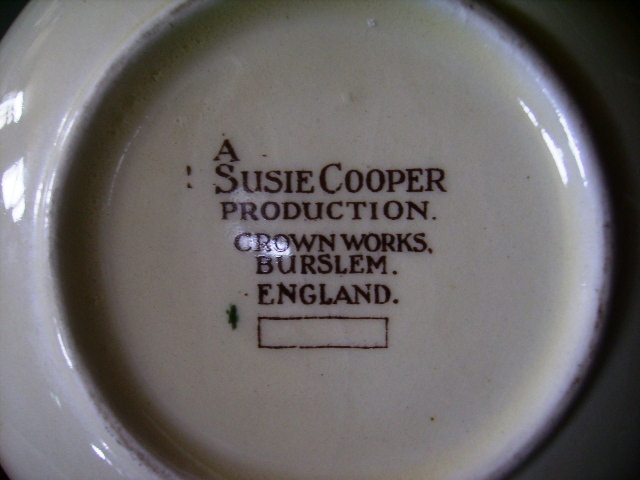 A
SUSIE COOPER
PRODUCTION.
CROWN WORKS,
BURSLEM.
ENGLAND.